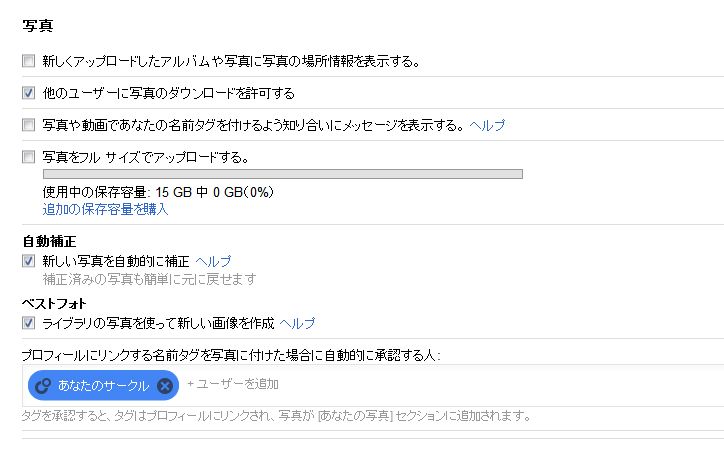 写真
新しくアップロードしたアルバムや写真に写真の場所情報を表示する。
他のユーザーに写真のダウンロードを許可する
写真や動画であなたの名前タグを付けるよう知り合いにメッセージを表示する。 ヘルプ
写真をフル サイズでアップロードする。
使用中の保存容量: 15 GB 中 0 GB(0%)
追加の保存容量を購入
自動補正
新しい写真を自動的に補正 ヘルプ
補正済みの写真も簡単に元に戻せます
ベストフォト
ライブラリの写真を使って新しい画像を作成 ヘルプ
プロフィールにリンクする名前タグを写真に付けた場合に自動的に承認する人:
あなたのサークル + ユーザーを追加
タグを承認すると、タグはプロフィールにリンクされ、写真が [あなたの写真] セクションに追加されます。